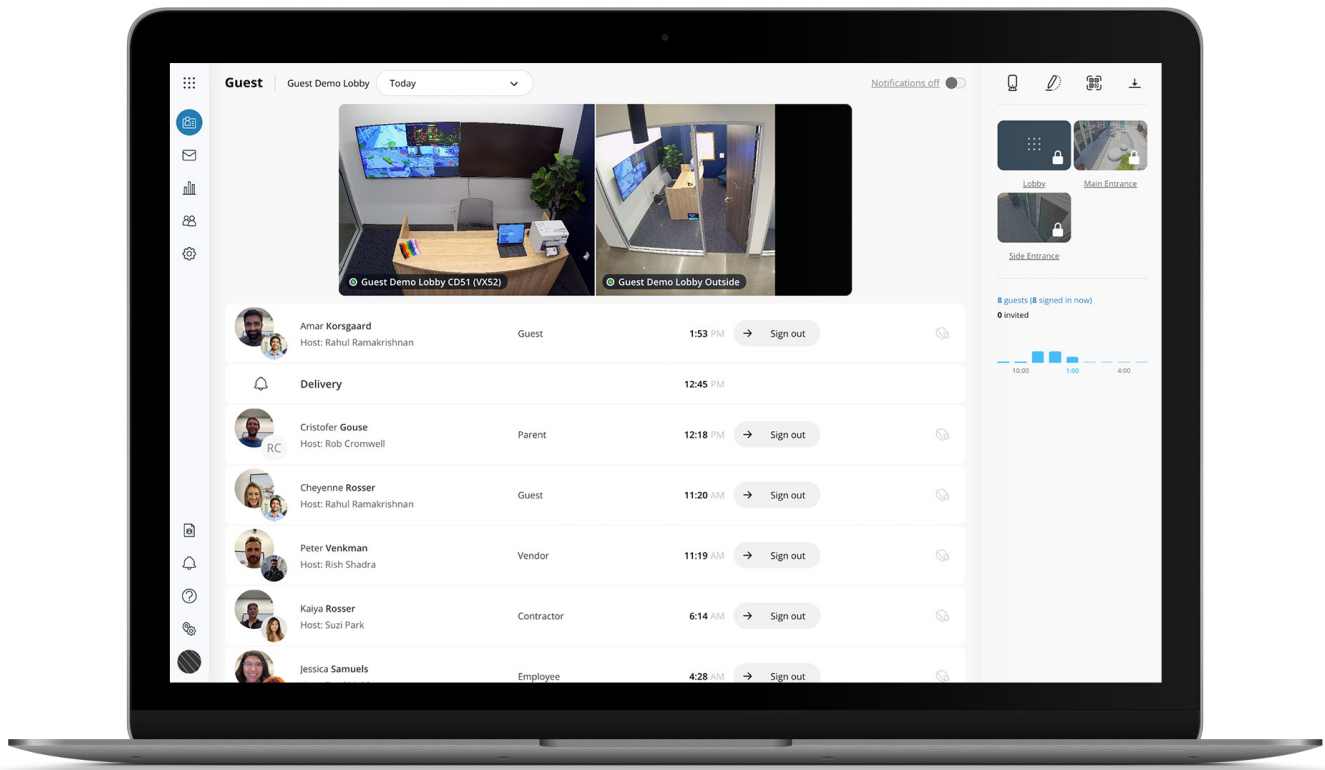 Guest
Guest Demo Lobby
Today
Notifications off
Guest Demo Lobby CD51 (VX52)
Guest Demo Lobby Outside
Lobby
Main Entrance
Side Entrance
8 guests (8 signed in now)
0 invited
10:00 1:00 4:00
Amar Korsgaard
Host: Rahul Ramakrishnan
Guest
1:53 PM
Sign out
Delivery
12:45 PM
Cristofer Gouse
Host: Rob Cromwell
RC
Parent
12:18 PM
Sign out
Cheyenne Rosser
Host: Rahul Ramakrishnan
Guest
11:20 AM
Sign out
Peter Venkman
Host: Rish Shadra
Vendor
11:19 AM
Sign out
Kaiya Rosser
Host: Suzi Park
Contractor
6:14 AM
Sign out
Jessica Samuels
Employee
4:28 AM
Sign out